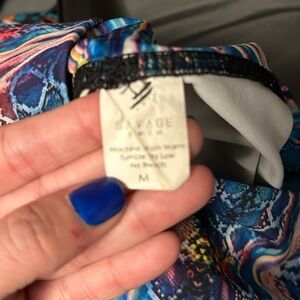 SAVAGE
SWIM
Machine Wash Warm
Tumble Dry Low
No Bleach
M